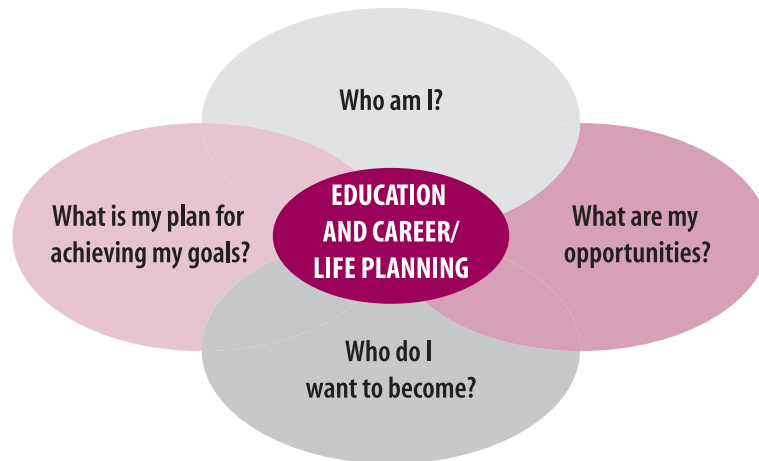 Who am I?
What is my plan for
achieving my goals?
EDUCATION
AND CAREER/
LIFE PLANNING
What are my
opportunities?
Who do I
want to become?